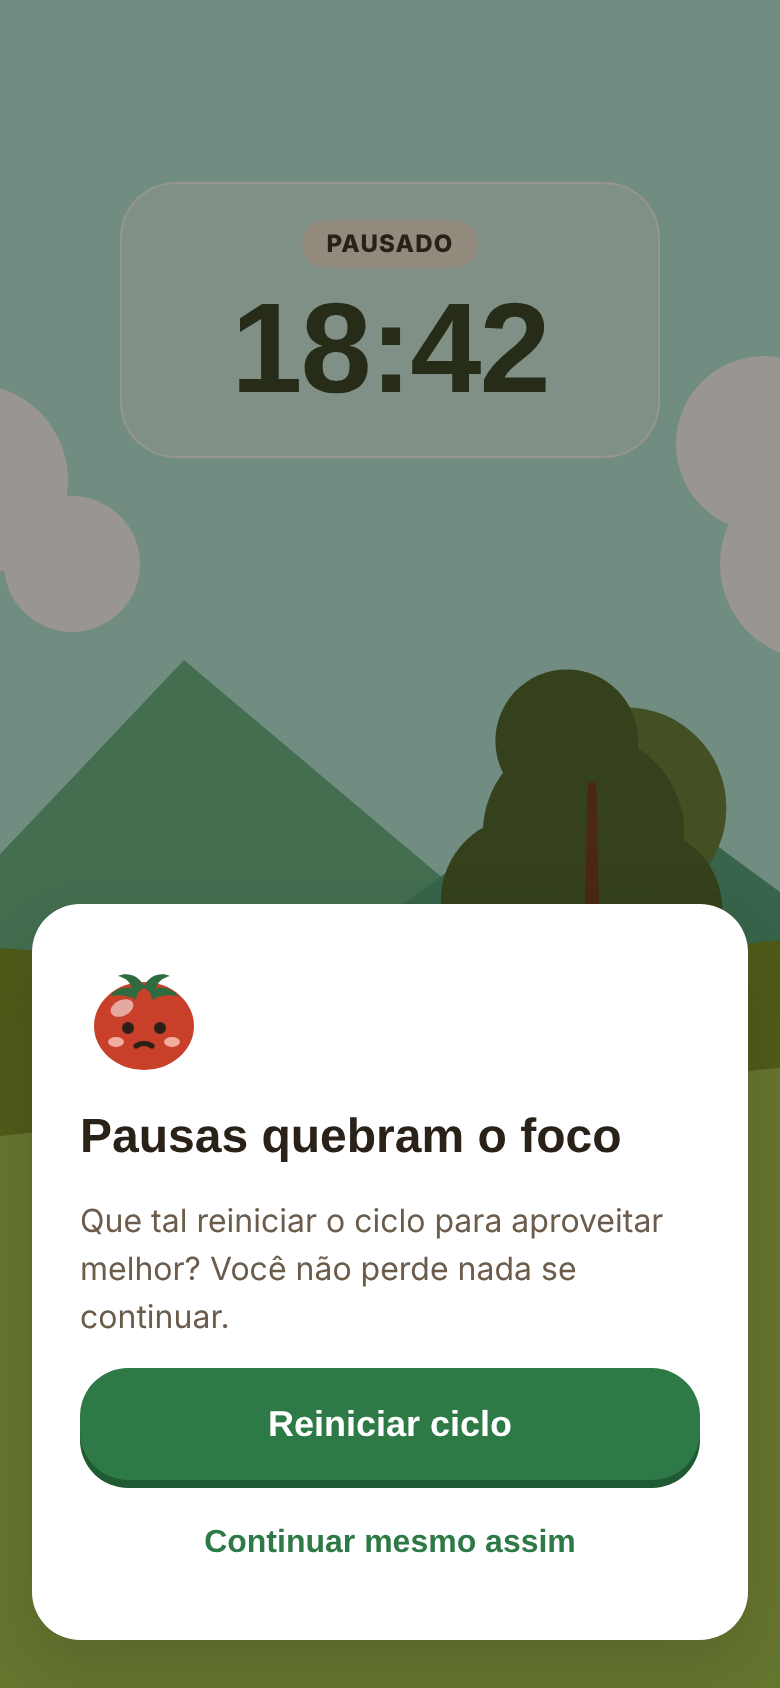 PAUSADO
18:42
Pausas quebram o foco
Que tal reiniciar o ciclo para aproveitar
melhor? Você não perde nada se
continuar.
Reiniciar ciclo
Continuar mesmo assim